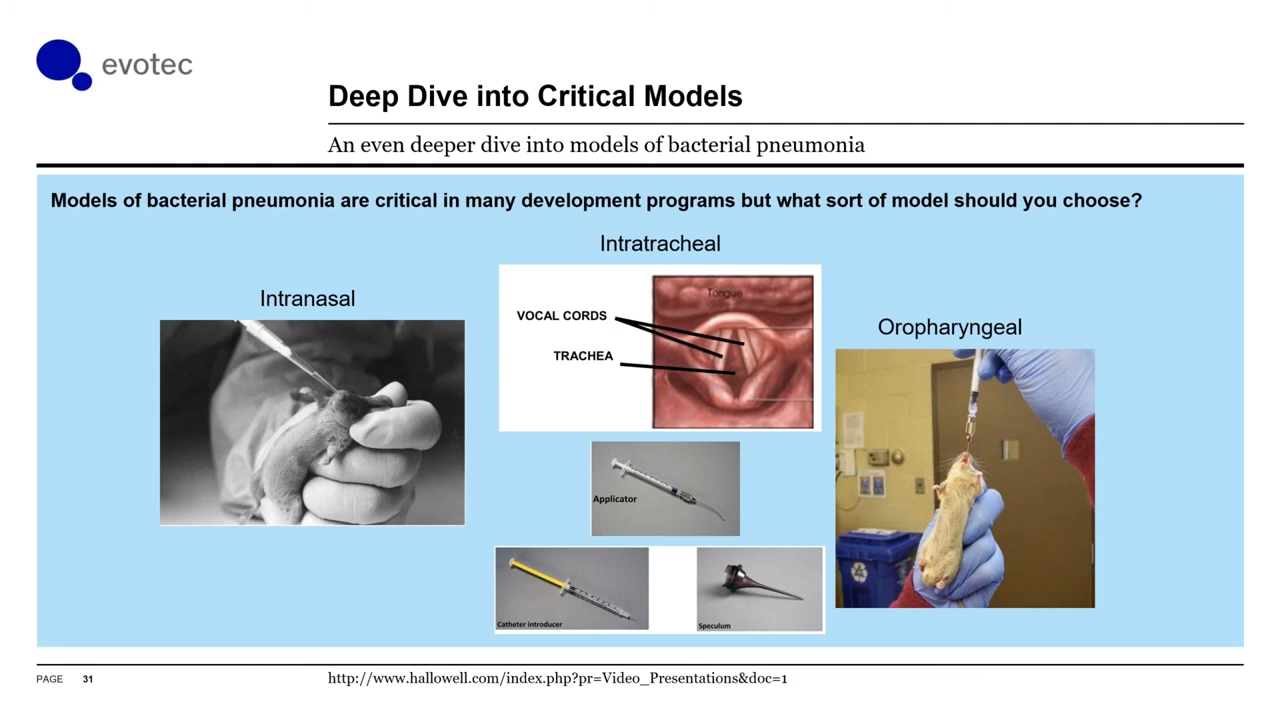 evotec
Deep Dive into Critical Models
An even deeper dive into models of bacterial pneumonia
Models of bacterial pneumonia are critical in many development programs but what sort of model should you choose?
Intratracheal
Intranasal
Oropharyngeal
Tongue
VOCAL CORDS
TRACHEA
Applicator
Catheter introducer
Speculum
PAGE 31
http://www.hallowell.com/index.php?pr=Video_Presentations&doc=1